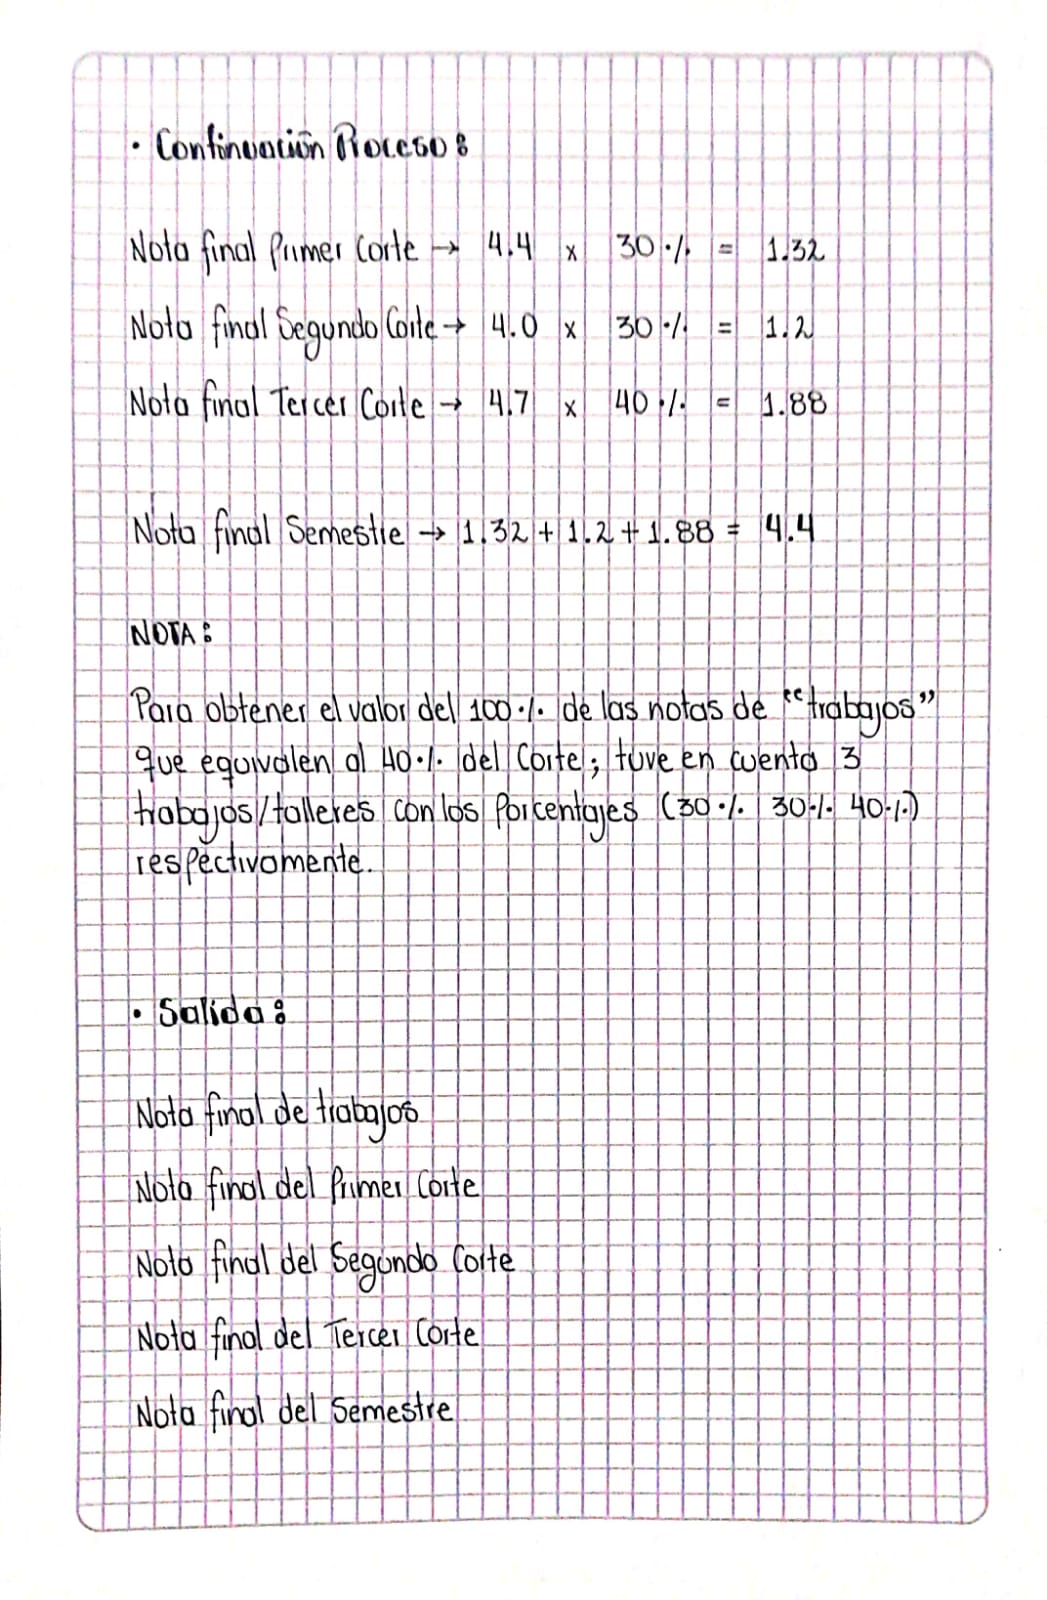 • Continuación Proceso:
Nota final Primer Corte → 4.4 x 30 % = 1.32
Nota final Segundo Corte → 4.0 x 30 % = 1.2
Nota final Tercer Corte → 4.7 x 40 % = 1.88
Nota final Semestre → 1.32 + 1.2 + 1.88 = 4.4
NOTA:
Para obtener el valor del 100 % de las notas de “trabajos”
que equivalen al 40 % del Corte; tuve en cuenta 3
trabajos/talleres con los Porcentajes (30 % 30 % 40 %)
respectivamente.
• Salida:
Nota final de trabajos
Nota final del Primer Corte
Nota final del Segundo Corte
Nota final del Tercer Corte
Nota final del Semestre